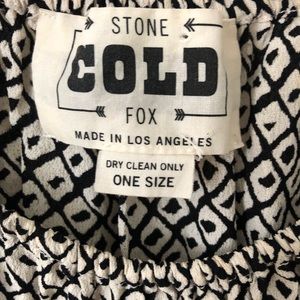 STONE
COLD
FOX
MADE IN LOS ANGELES
DRY CLEAN ONLY
ONE SIZE